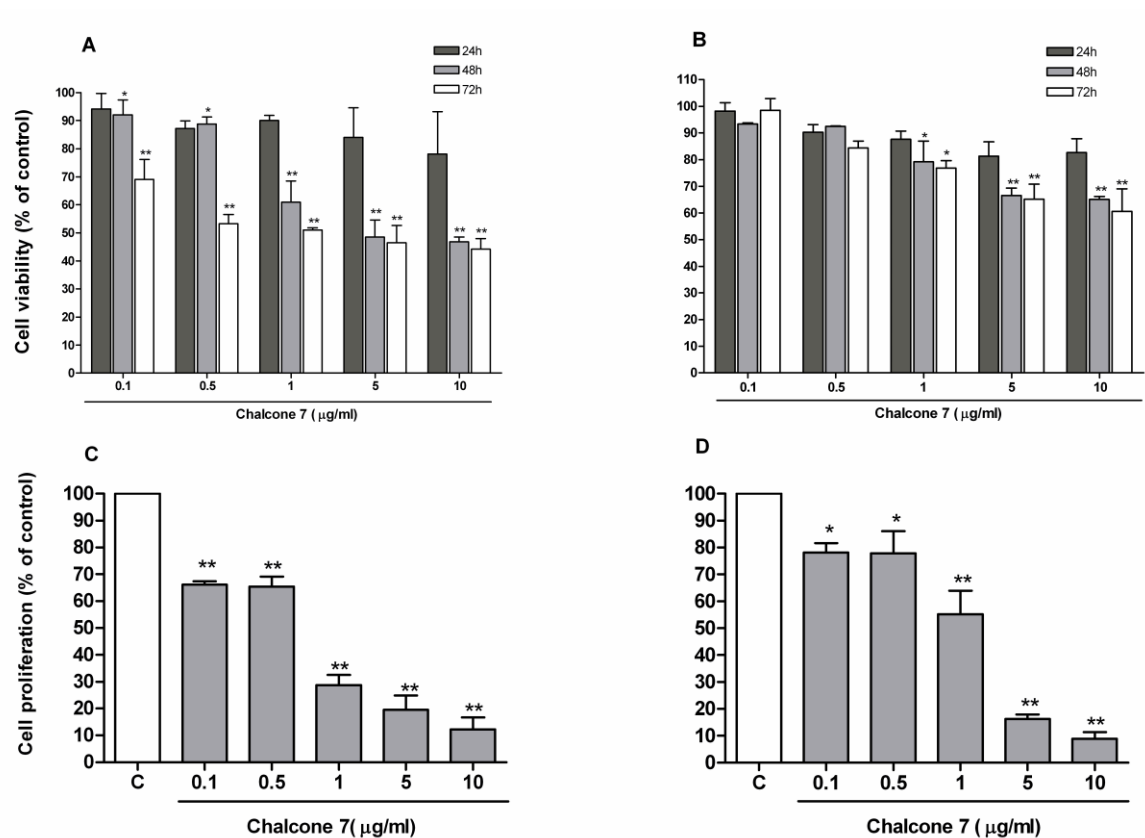 A
24h
48h
72h
Cell viability (% of control)
100
90
80
70
60
50
40
30
20
10
0
* ** * ** ** ** ** ** ** **
0.1 0.5 1 5 10
Chalcone 7 ( μg/ml)
B
24h
48h
72h
110
100
90
80
70
60
50
40
30
20
10
0
* * ** ** ** **
0.1 0.5 1 5 10
Chalcone 7 ( μg/ml)
C
Cell proliferation (% of control)
100
90
80
70
60
50
40
30
20
10
0
** ** ** ** **
C 0.1 0.5 1 5 10
Chalcone 7( μg/ml)
D
100
90
80
70
60
50
40
30
20
10
0
* * ** ** **
C 0.1 0.5 1 5 10
Chalcone 7 ( μg/ml)